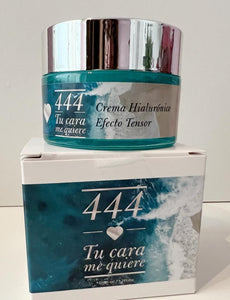 444
Tu cara
me quiere
Crema Hialurónica
Efecto Tensor
444
Tu cara
me quiere